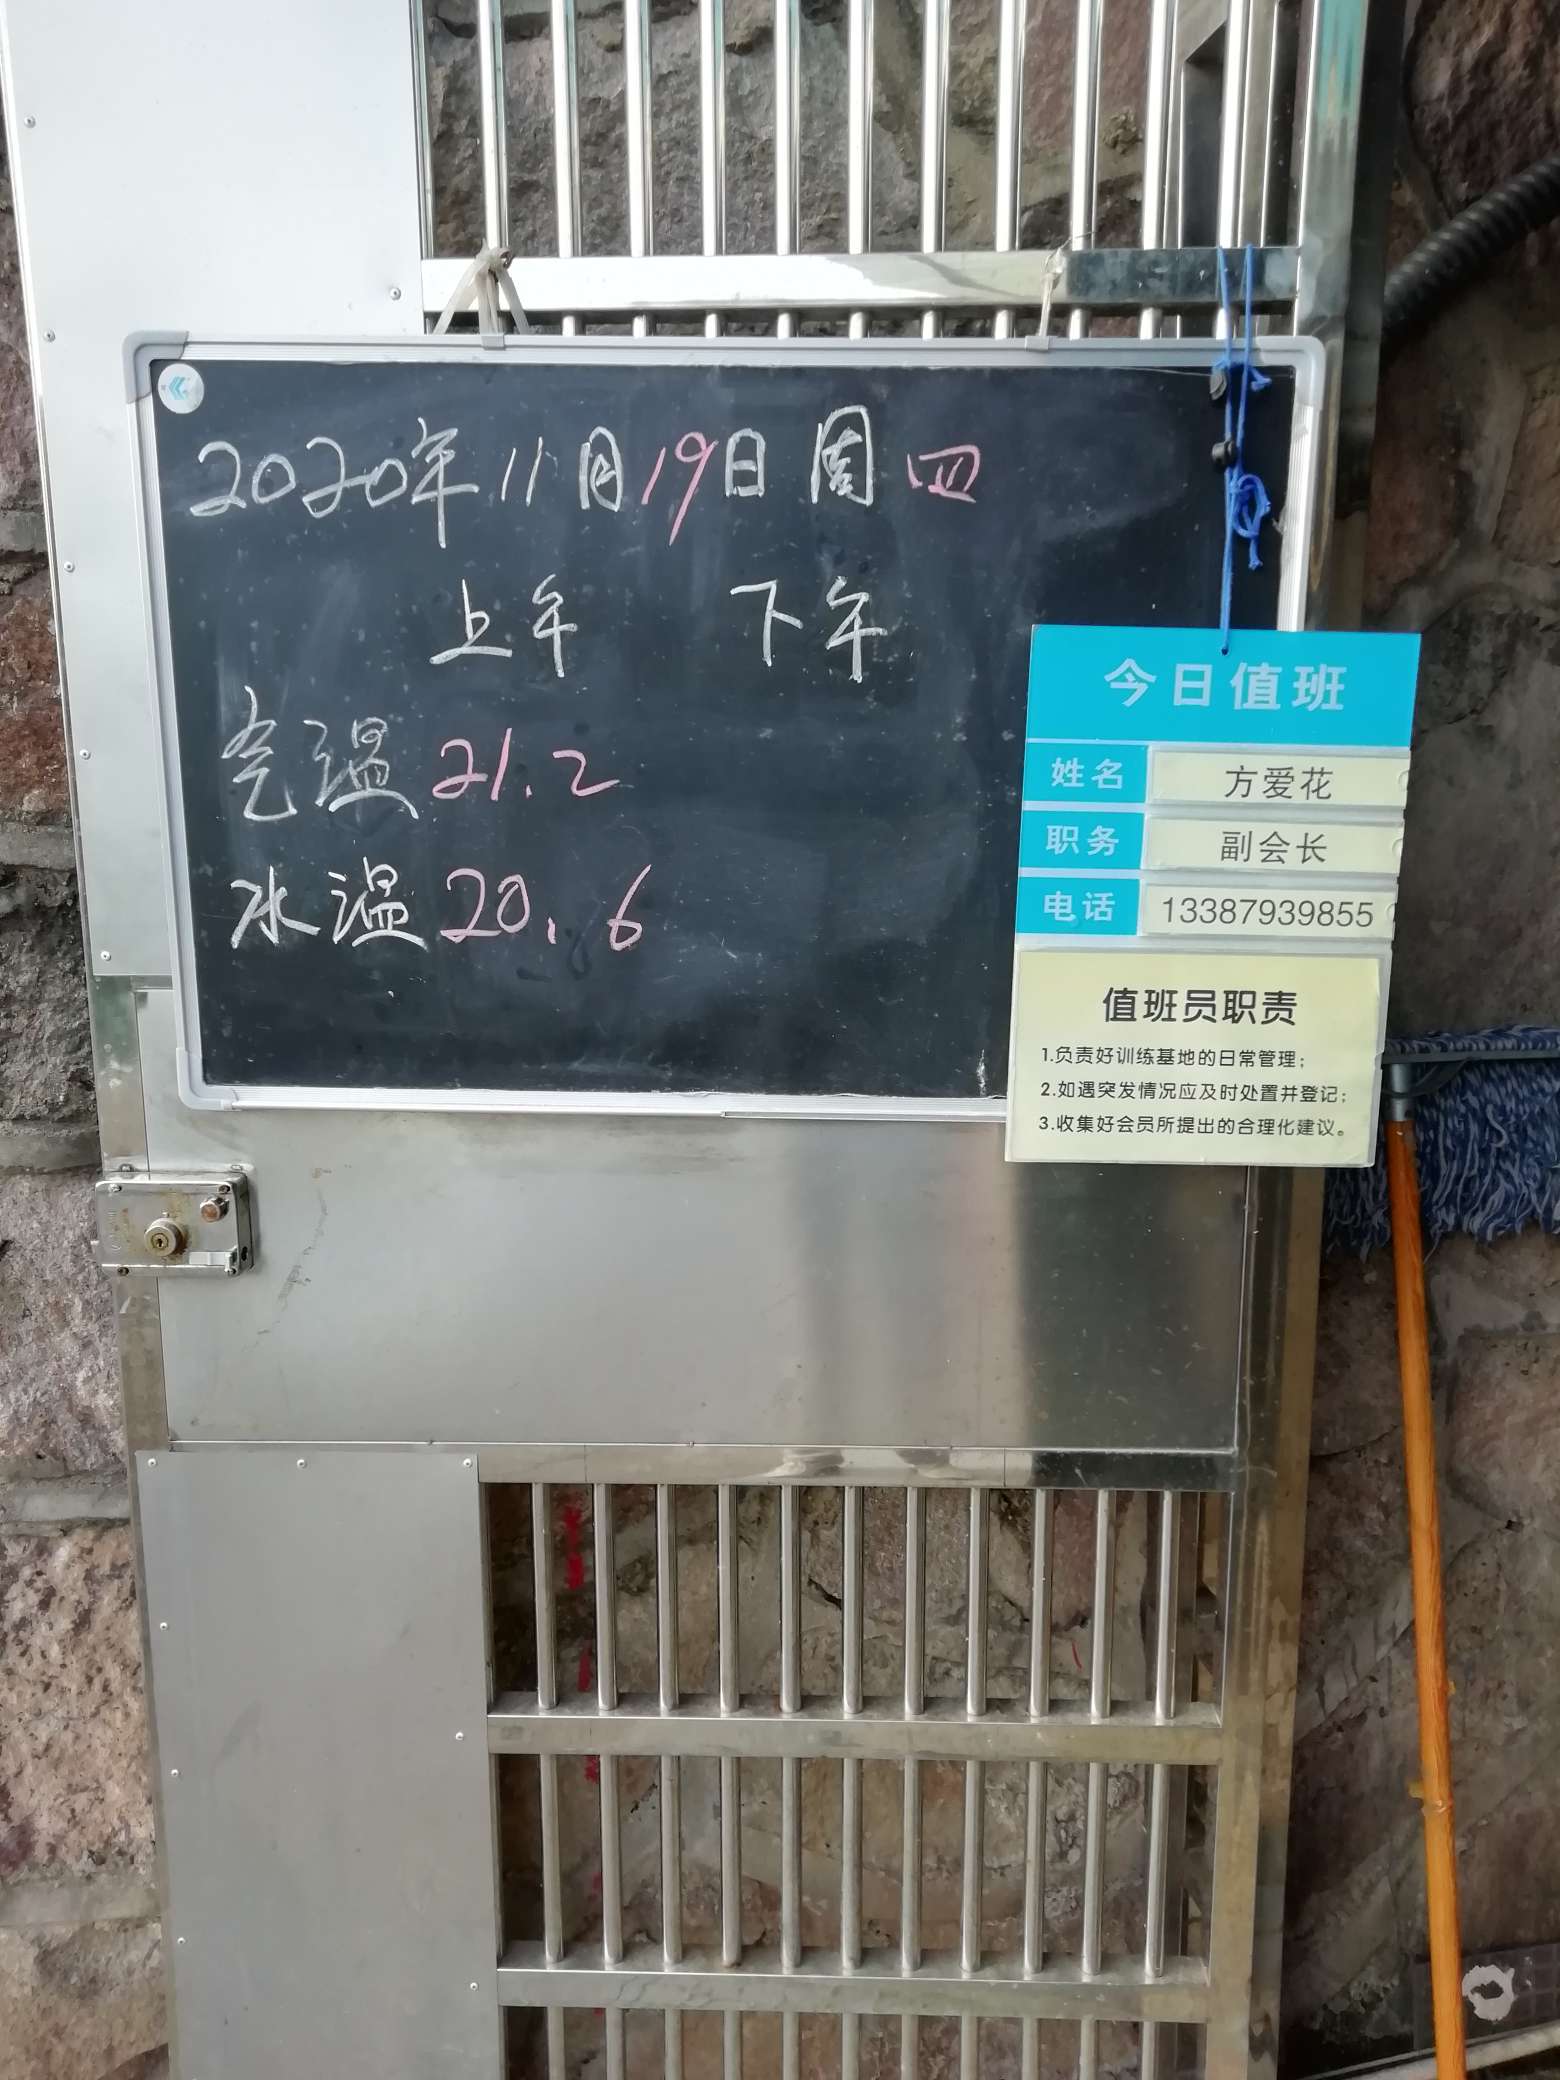 2020年11月19日周四
上午 下午
气温21.2
水温20.6
今日值班
姓名 方爱花
职务 副会长
电话 13387939855
值班员职责
1.负责好训练基地的日常管理；
2.如遇突发情况应及时处置并登记；
3.收集好会员所提出的合理化建议。